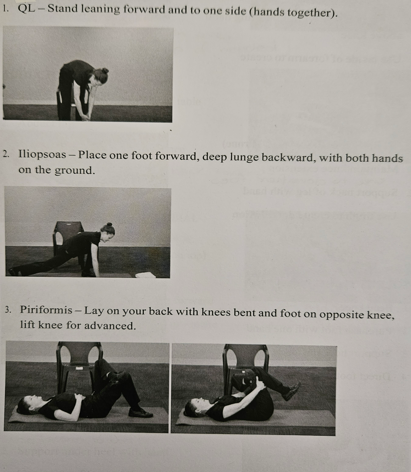 1. QL – Stand leaning forward and to one side (hands together).
2. Iliopsoas – Place one foot forward, deep lunge backward, with both hands
on the ground.
3. Piriformis – Lay on your back with knees bent and foot on opposite knee,
lift knee for advanced.